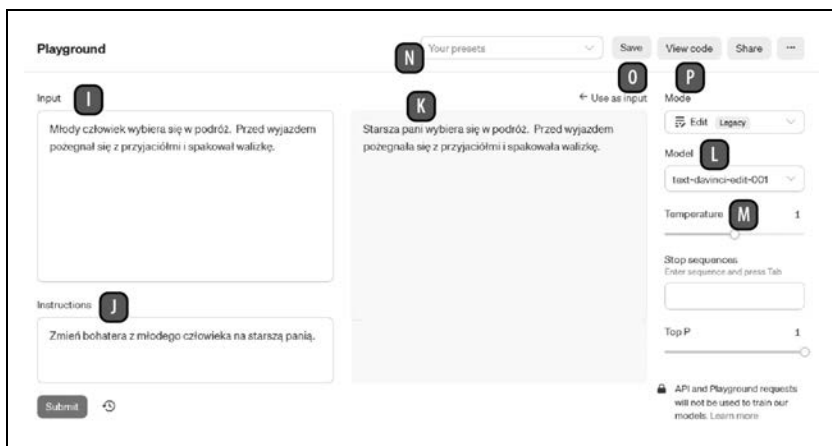 Playground
N
Your presets
Save
View code
Share
...
O
P
Input
I
K
← Use as input
Mode
Młody człowiek wybiera się w podróż. Przed wyjazdem
pożegnał się z przyjaciółmi i spakował walizkę.
Starsza pani wybiera się w podróż. Przed wyjazdem
pożegnała się z przyjaciółmi i spakowała walizkę.
Edit Legacy
Model
L
text-davinci-edit-001
Temperature
M
1
Stop sequences
Enter sequence and press Tab
Instructions
J
Zmień bohatera z młodego człowieka na starszą panią.
Top P
1
Submit
API and Playground requests
will not be used to train our
models. Learn more